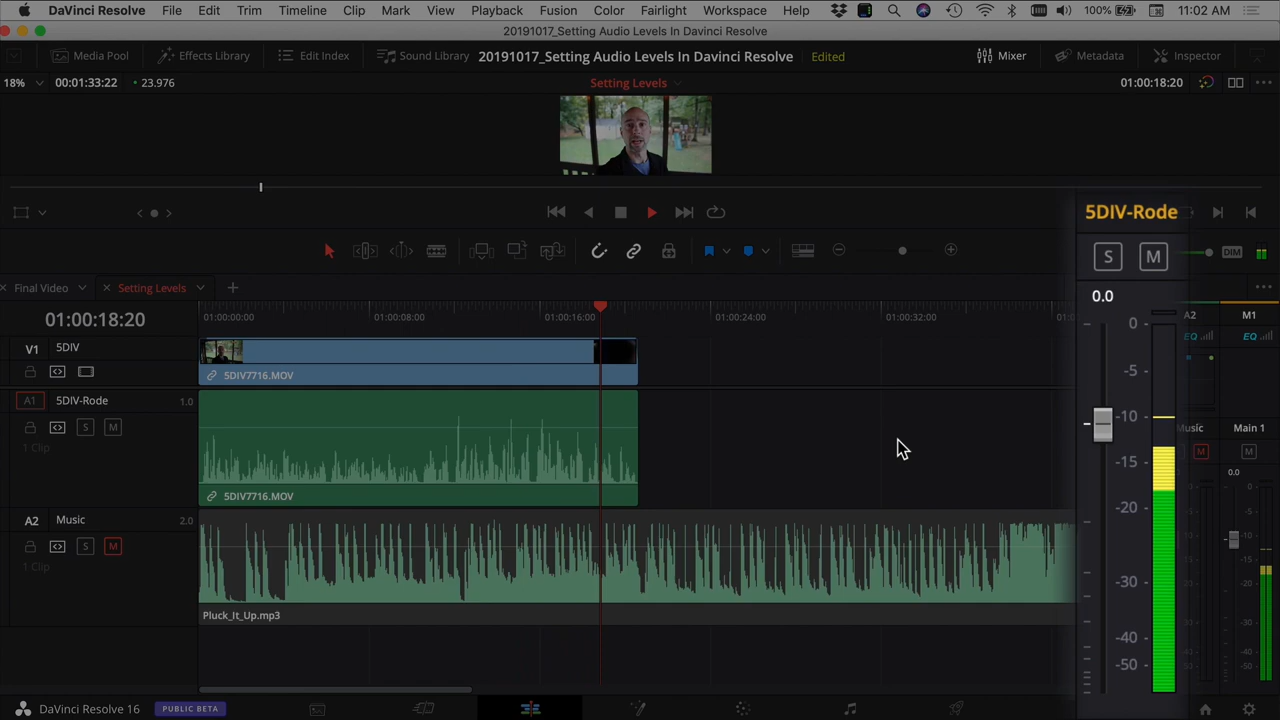 DaVinci Resolve File Edit Trim Timeline Clip Mark View Playback Fusion Color Fairlight Workspace Help 100% 11:02 AM
20191017_Setting Audio Levels In Davinci Resolve
Media Pool Effects Library Edit Index Sound Library 20191017_Setting Audio Levels In Davinci Resolve Edited Mixer Metadata Inspector
18% 00:01:33:22 23.976 Setting Levels 01:00:18:20
5DIV-Rode
S M DIM
Final Video Setting Levels
0.0
01:00:18:20 01:00:00:00 01:00:08:00 01:00:16:00 01:00:24:00 01:00:32:00 A2 M1
0
EQ EQ
V1 5DIV
-5
5DIV7716.MOV
A1 5DIV-Rode 1.0
-10
S M Music Main 1
1 Clip
M M
-15
0.0
5DIV7716.MOV
-20
A2 Music 2.0
S M
1 Clip
-30
Pluck_It_Up.mp3
-40
-50
DaVinci Resolve 16 PUBLIC BETA